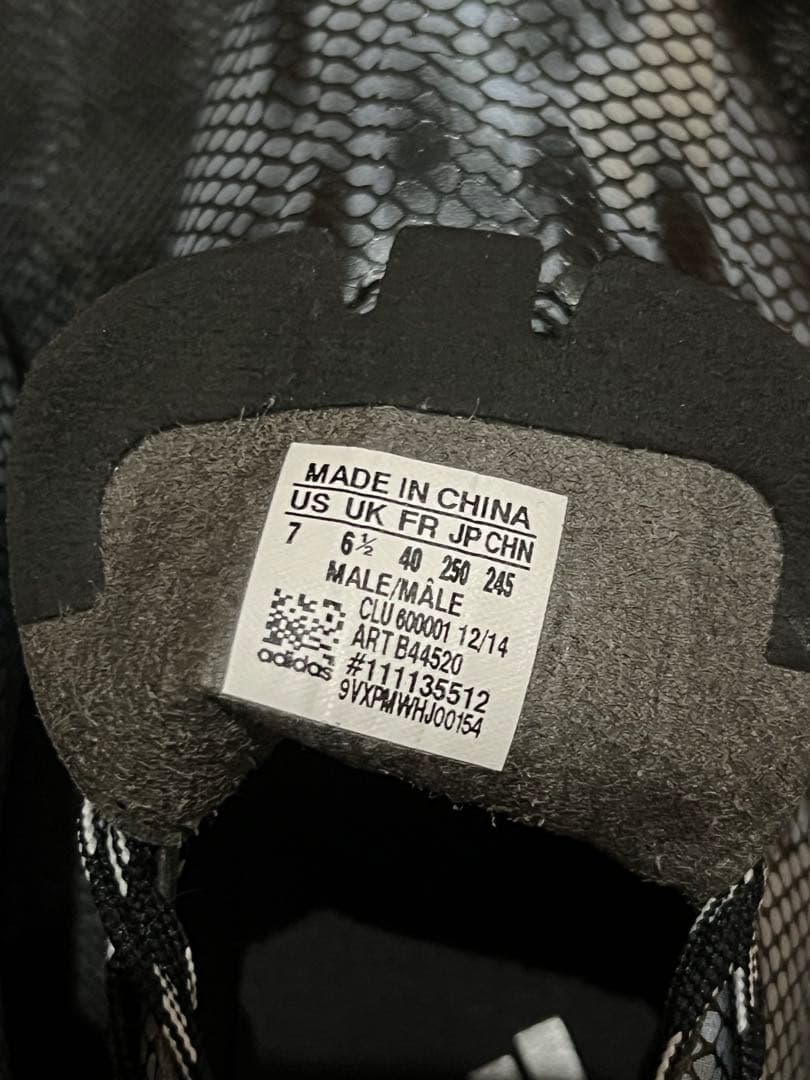 MADE IN CHINA
US UK FR JP CHN
7 6½ 40 250 245
MALE/MÂLE
CLU 600001 12/14
ART B44520
adidas #111135512
9VXPMWHJ00154